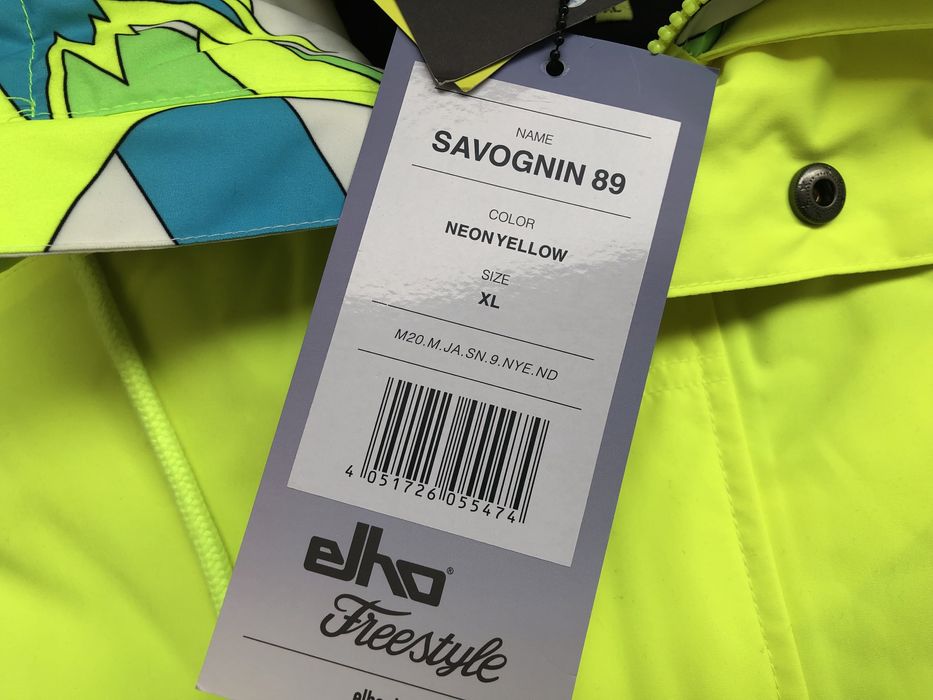 NAME
SAVOGNIN 89
COLOR
NEON YELLOW
SIZE
XL
M20.M.JA.SN.9.NYE.ND
4 051726 055474
elho®
Freestyle
elho